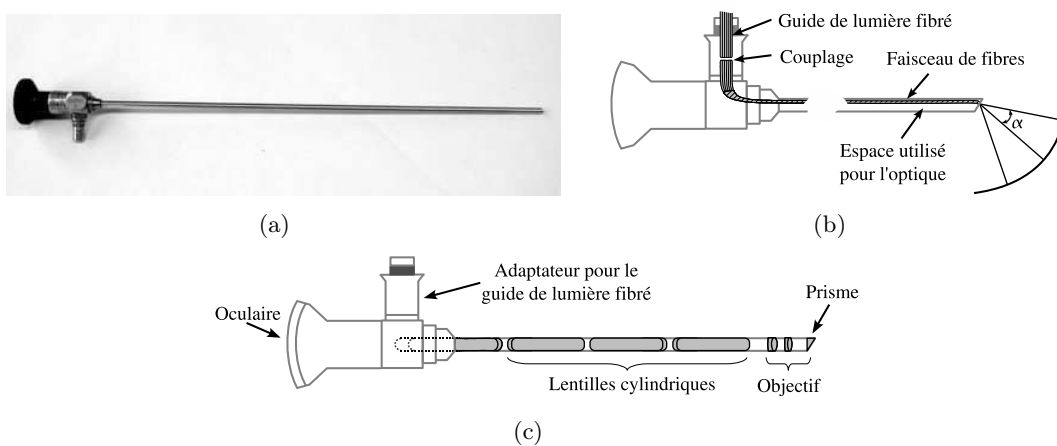 Guide de lumière fibré
Couplage
Faisceau de fibres
α
Espace utilisé
pour l'optique
(a)
(b)
Adaptateur pour le
guide de lumière fibré
Oculaire
Prisme
Lentilles cylindriques
Objectif
(c)